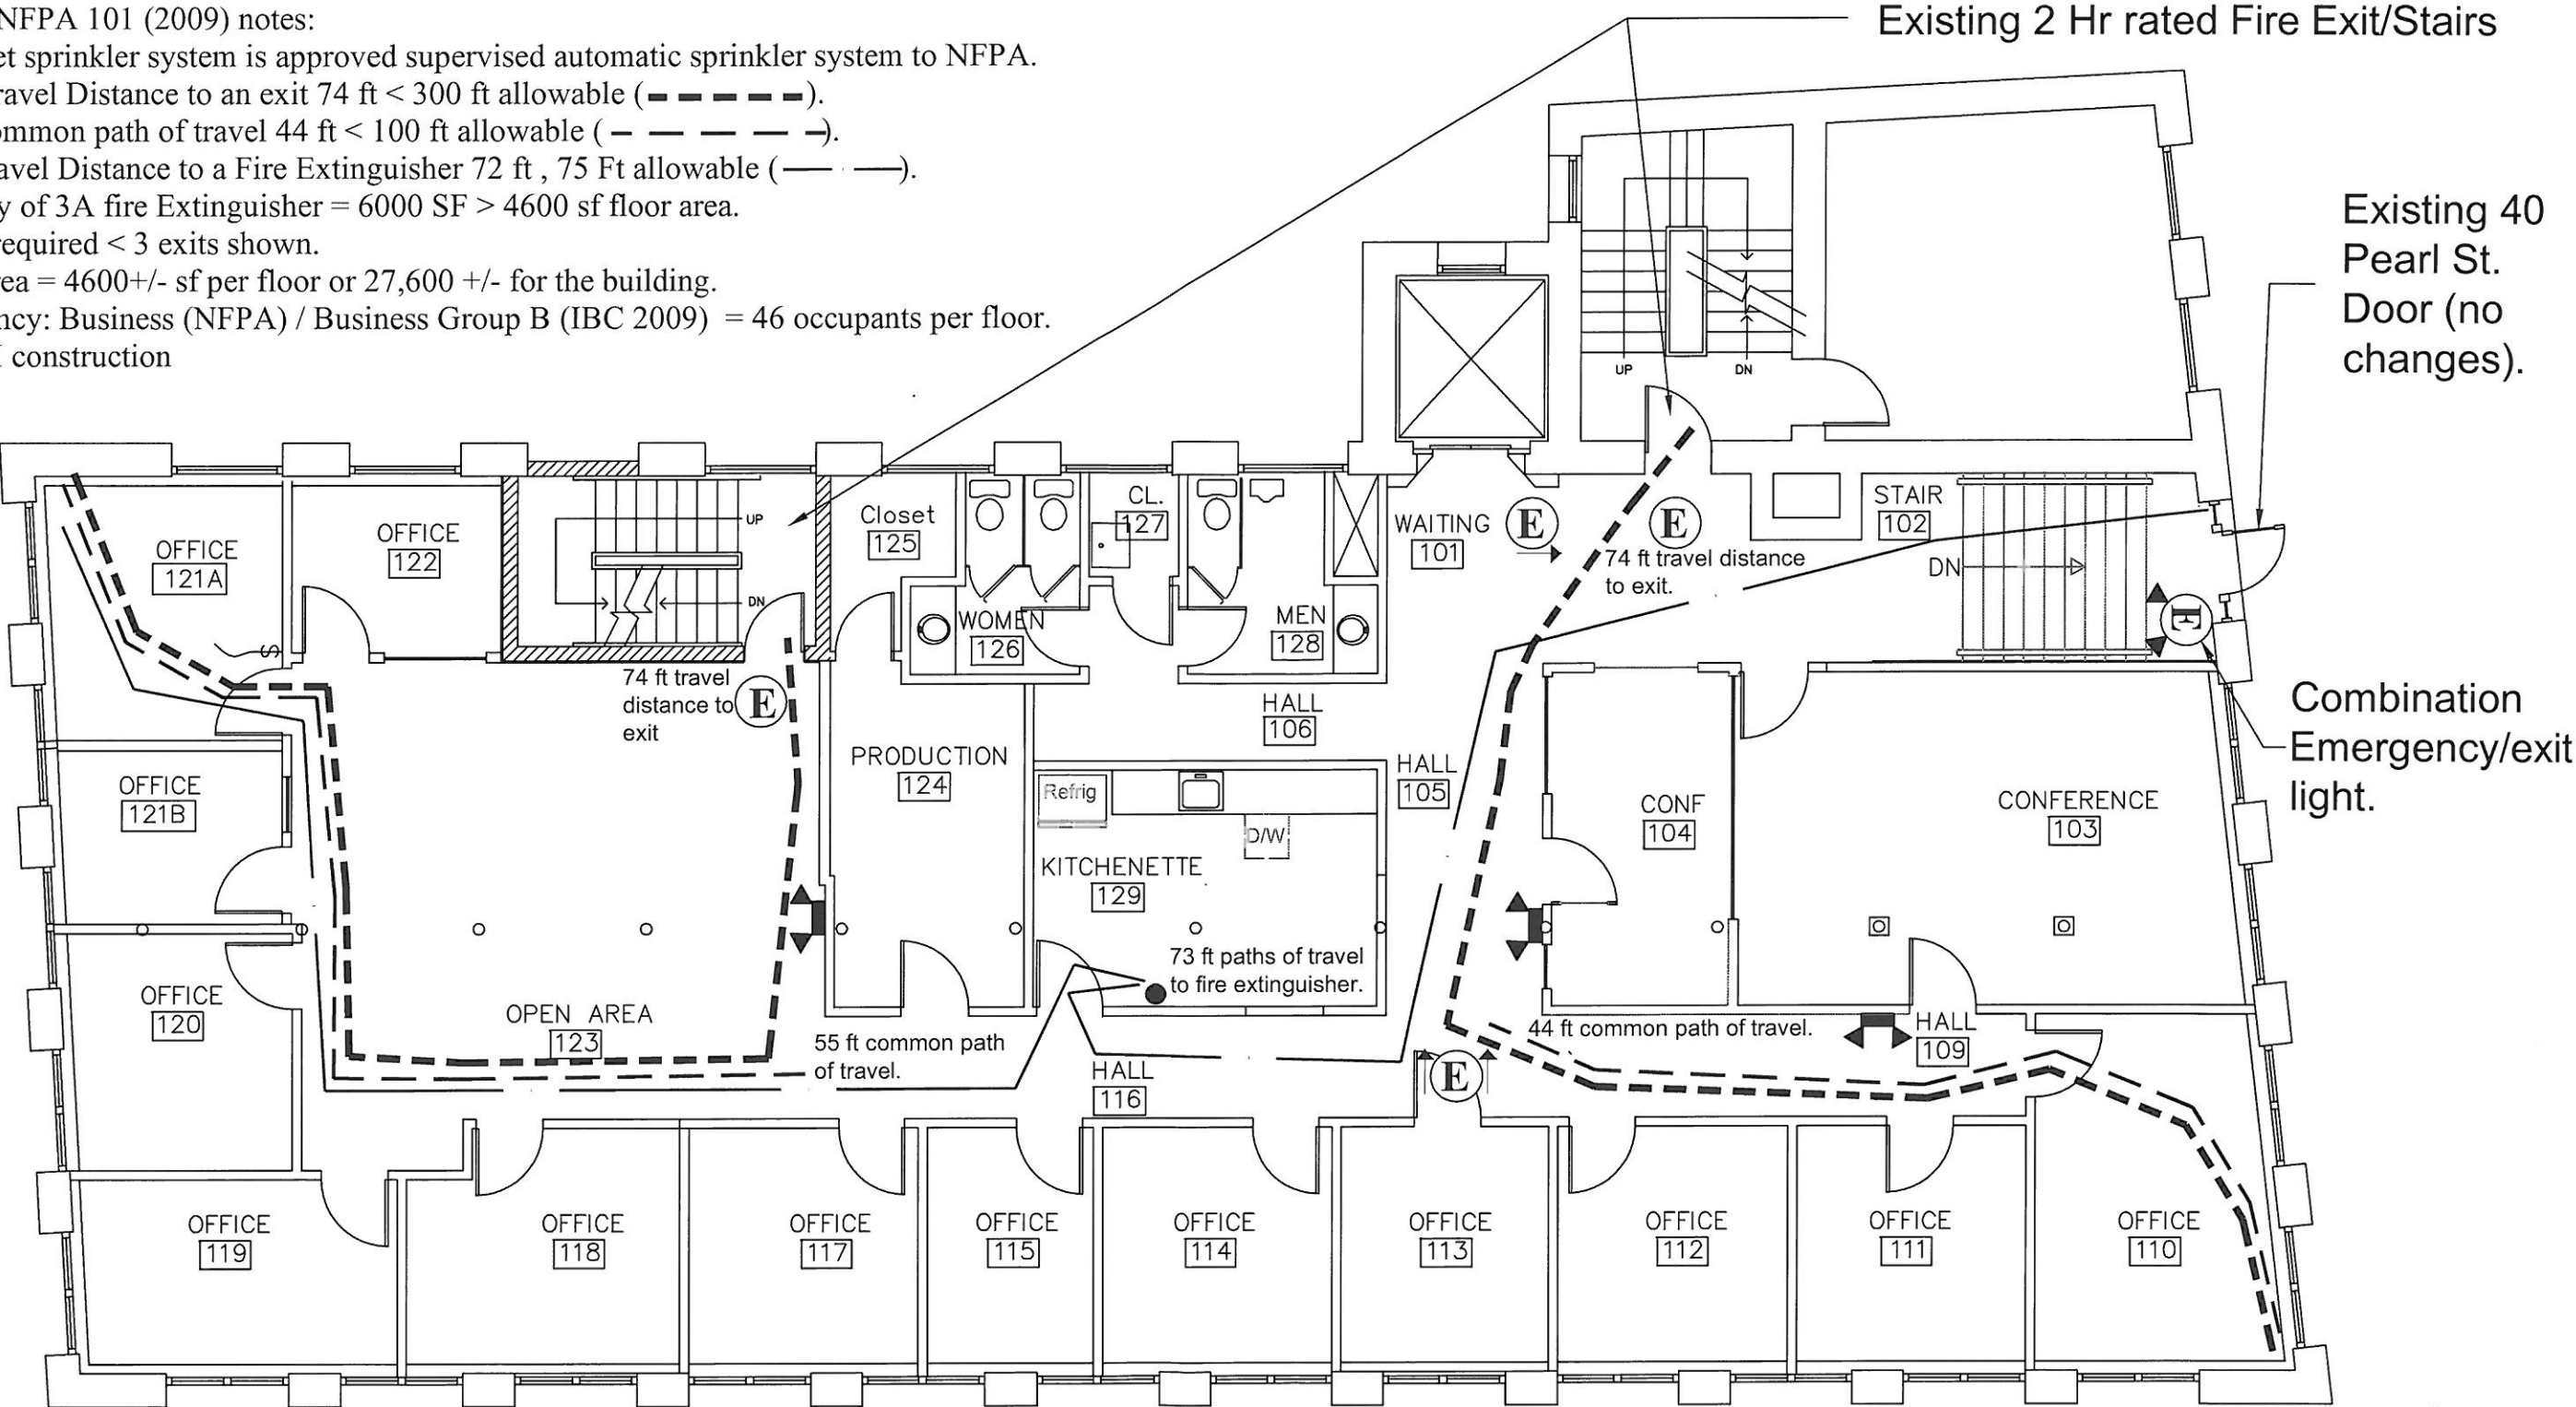 NFPA 101 (2009) notes:
et sprinkler system is approved supervised automatic sprinkler system to NFPA.
ravel Distance to an exit 74 ft < 300 ft allowable (
).
ommon path of travel 44 ft < 100 ft allowable (
).
avel Distance to a Fire Extinguisher 72 ft , 75 Ft allowable (
).
y of 3A fire Extinguisher = 6000 SF > 4600 sf floor area.
required < 3 exits shown.
rea = 4600+/- sf per floor or 27,600 +/- for the building.
ncy: Business (NFPA) / Business Group B (IBC 2009) = 46 occupants per floor.
I construction
Existing 2 Hr rated Fire Exit/Stairs
Existing 40
Pearl St.
Door (no
changes).
UP
DN
OFFICE
121A
OFFICE
122
UP
DN
Closet
125
CL.
127
WOMEN
126
MEN
128
WAITING
101
E
E
74 ft travel distance
to exit.
STAIR
102
DN
E
Combination
Emergency/exit
light.
S
74 ft travel
distance to
exit
E
HALL
106
OFFICE
121B
PRODUCTION
124
Refrig
D/W
KITCHENETTE
129
HALL
105
CONF
104
CONFERENCE
103
73 ft paths of travel
to fire extinguisher.
OFFICE
120
OPEN AREA
123
55 ft common path
of travel.
HALL
116
E
44 ft common path of travel.
HALL
109
OFFICE
119
OFFICE
118
OFFICE
117
OFFICE
115
OFFICE
114
OFFICE
113
OFFICE
112
OFFICE
111
OFFICE
110